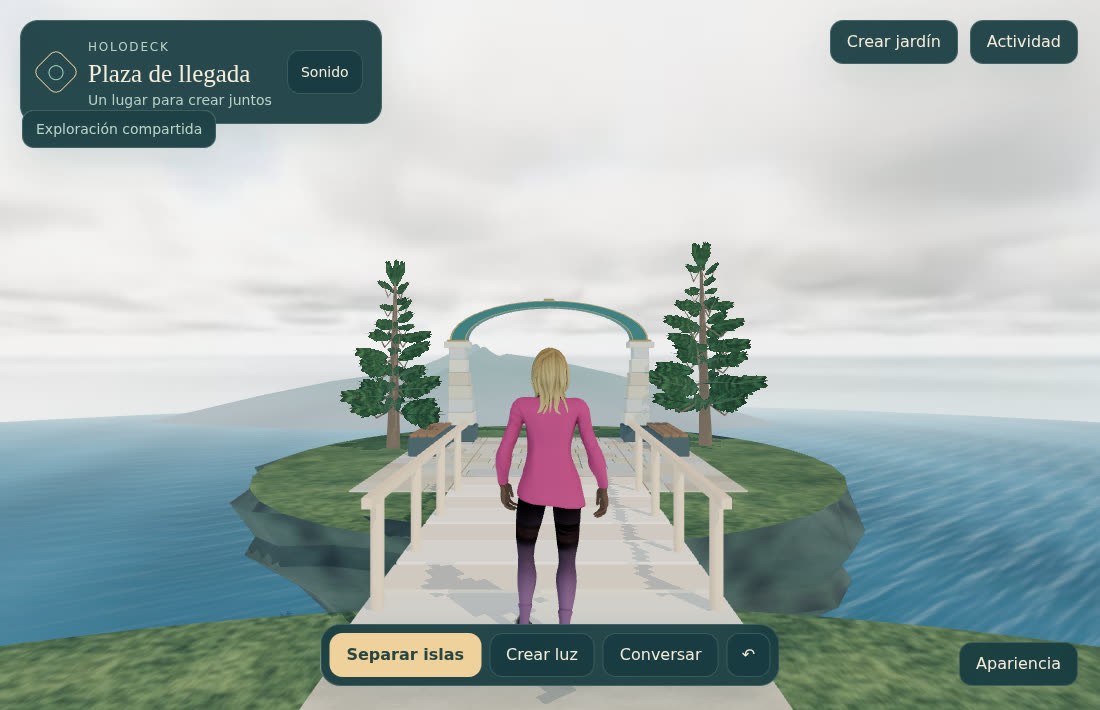 HOLODECK
Plaza de llegada
Un lugar para crear juntos
Sonido
Exploración compartida
Crear jardín
Actividad
Separar islas
Crear luz
Conversar
↶
Apariencia